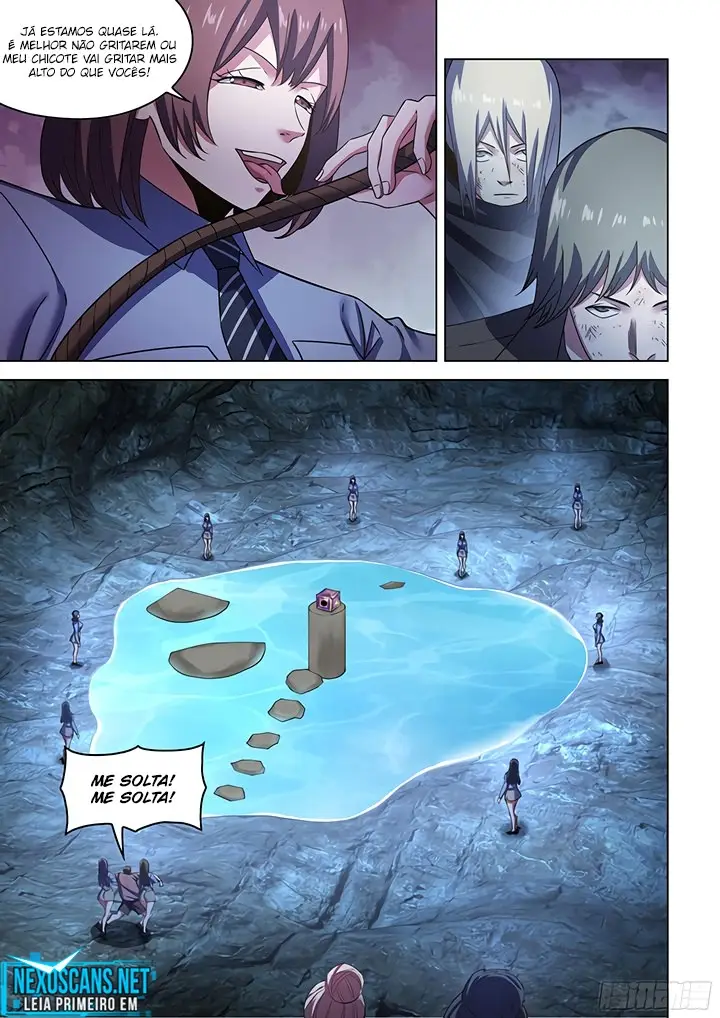 JÁ ESTAMOS QUASE LÁ.
É MELHOR NÃO GRITAREM OU
MEU CHICOTE VAI GRITAR MAIS
ALTO DO QUE VOCÊS!
ME SOLTA!
ME SOLTA!
NEXOSCANS.NET
LEIA PRIMEIRO EM